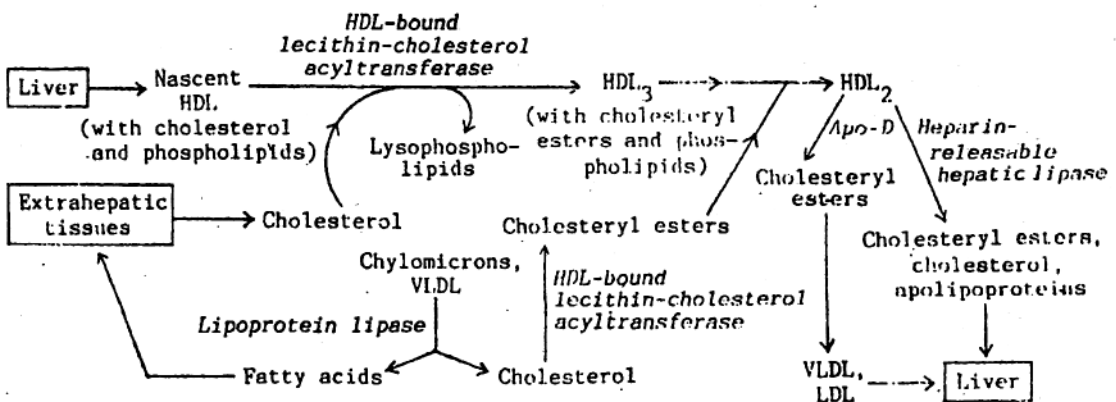 HDL-bound
lecithin-cholesterol
acyltransferase
Liver
Nascent
HDL
(with cholesterol
and phospholipids)
HDL3
(with cholesteryl
esters and phos-
pholipids)
HDL2
Lysophospho-
lipids
Apo-D
Heparin-
releasable
hepatic lipase
Cholesteryl
esters
Extrahepatic
tissues
Cholesterol
Cholesteryl esters
Cholesteryl esters,
cholesterol,
apolipoproteins
Chylomicrons,
VLDL
HDL-bound
lecithin-cholesterol
acyltransferase
Lipoprotein lipase
Fatty acids
Cholesterol
VLDL,
LDL
Liver